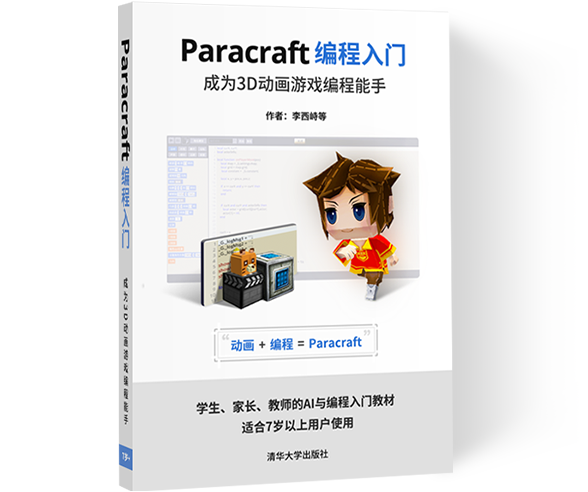 Paracraft 编程入门
成为3D动画游戏编程能手
作者：李西峙等
“动画 + 编程 = Paracraft”
学生、家长、教师的AI与编程入门教材
适合7岁以上用户使用
清华大学出版社
Paracraft 编程入门
成为3D动画游戏编程能手